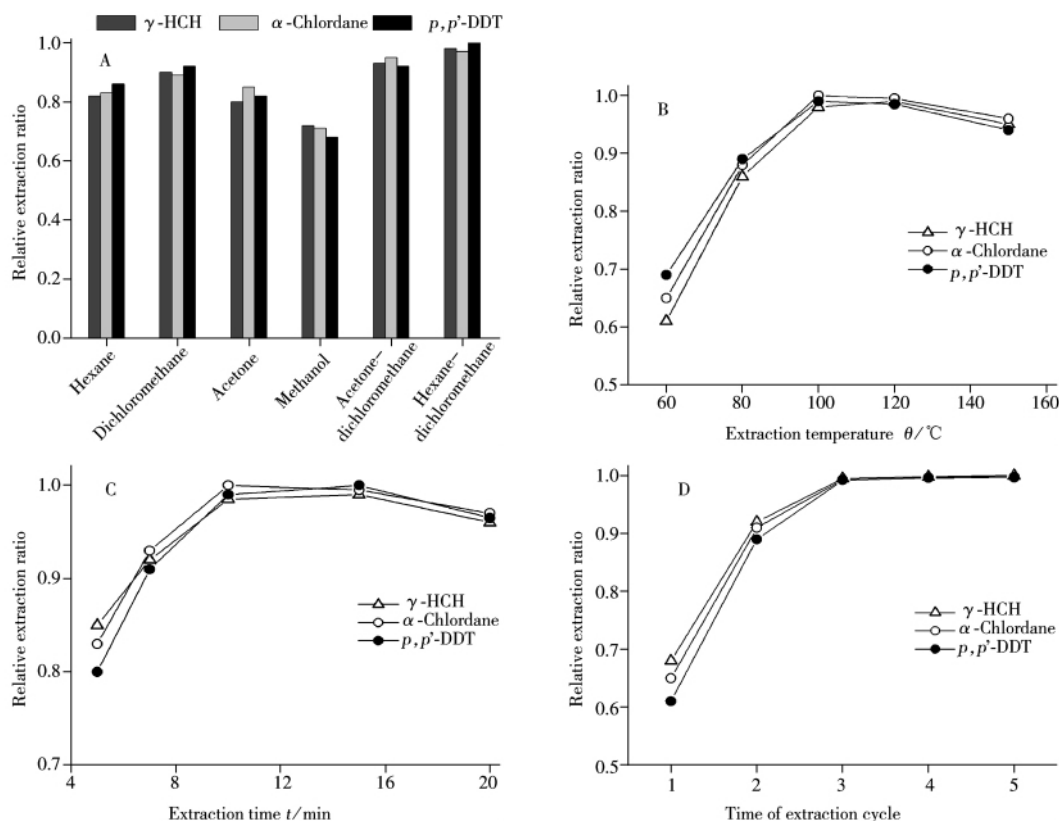 γ-HCH α-Chlordane p,p'-DDT
A
1.0
0.8
0.6
0.4
0.2
0.0
Relative extraction ratio
Hexane
Dichloromethane
Acetone
Methanol
Acetone–
dichloromethane
Hexane–
dichloromethane
B
1.0
0.9
0.8
0.7
0.6
0.5
Relative extraction ratio
γ-HCH
α-Chlordane
p,p'-DDT
60 80 100 120 140 160
Extraction temperature θ/℃
C
1.0
0.9
0.8
0.7
Relative extraction ratio
γ-HCH
α-Chlordane
p,p'-DDT
4 8 12 16 20
Extraction time t/min
D
1.0
0.9
0.8
0.7
0.6
0.5
Relative extraction ratio
γ-HCH
α-Chlordane
p,p'-DDT
1 2 3 4 5
Time of extraction cycle